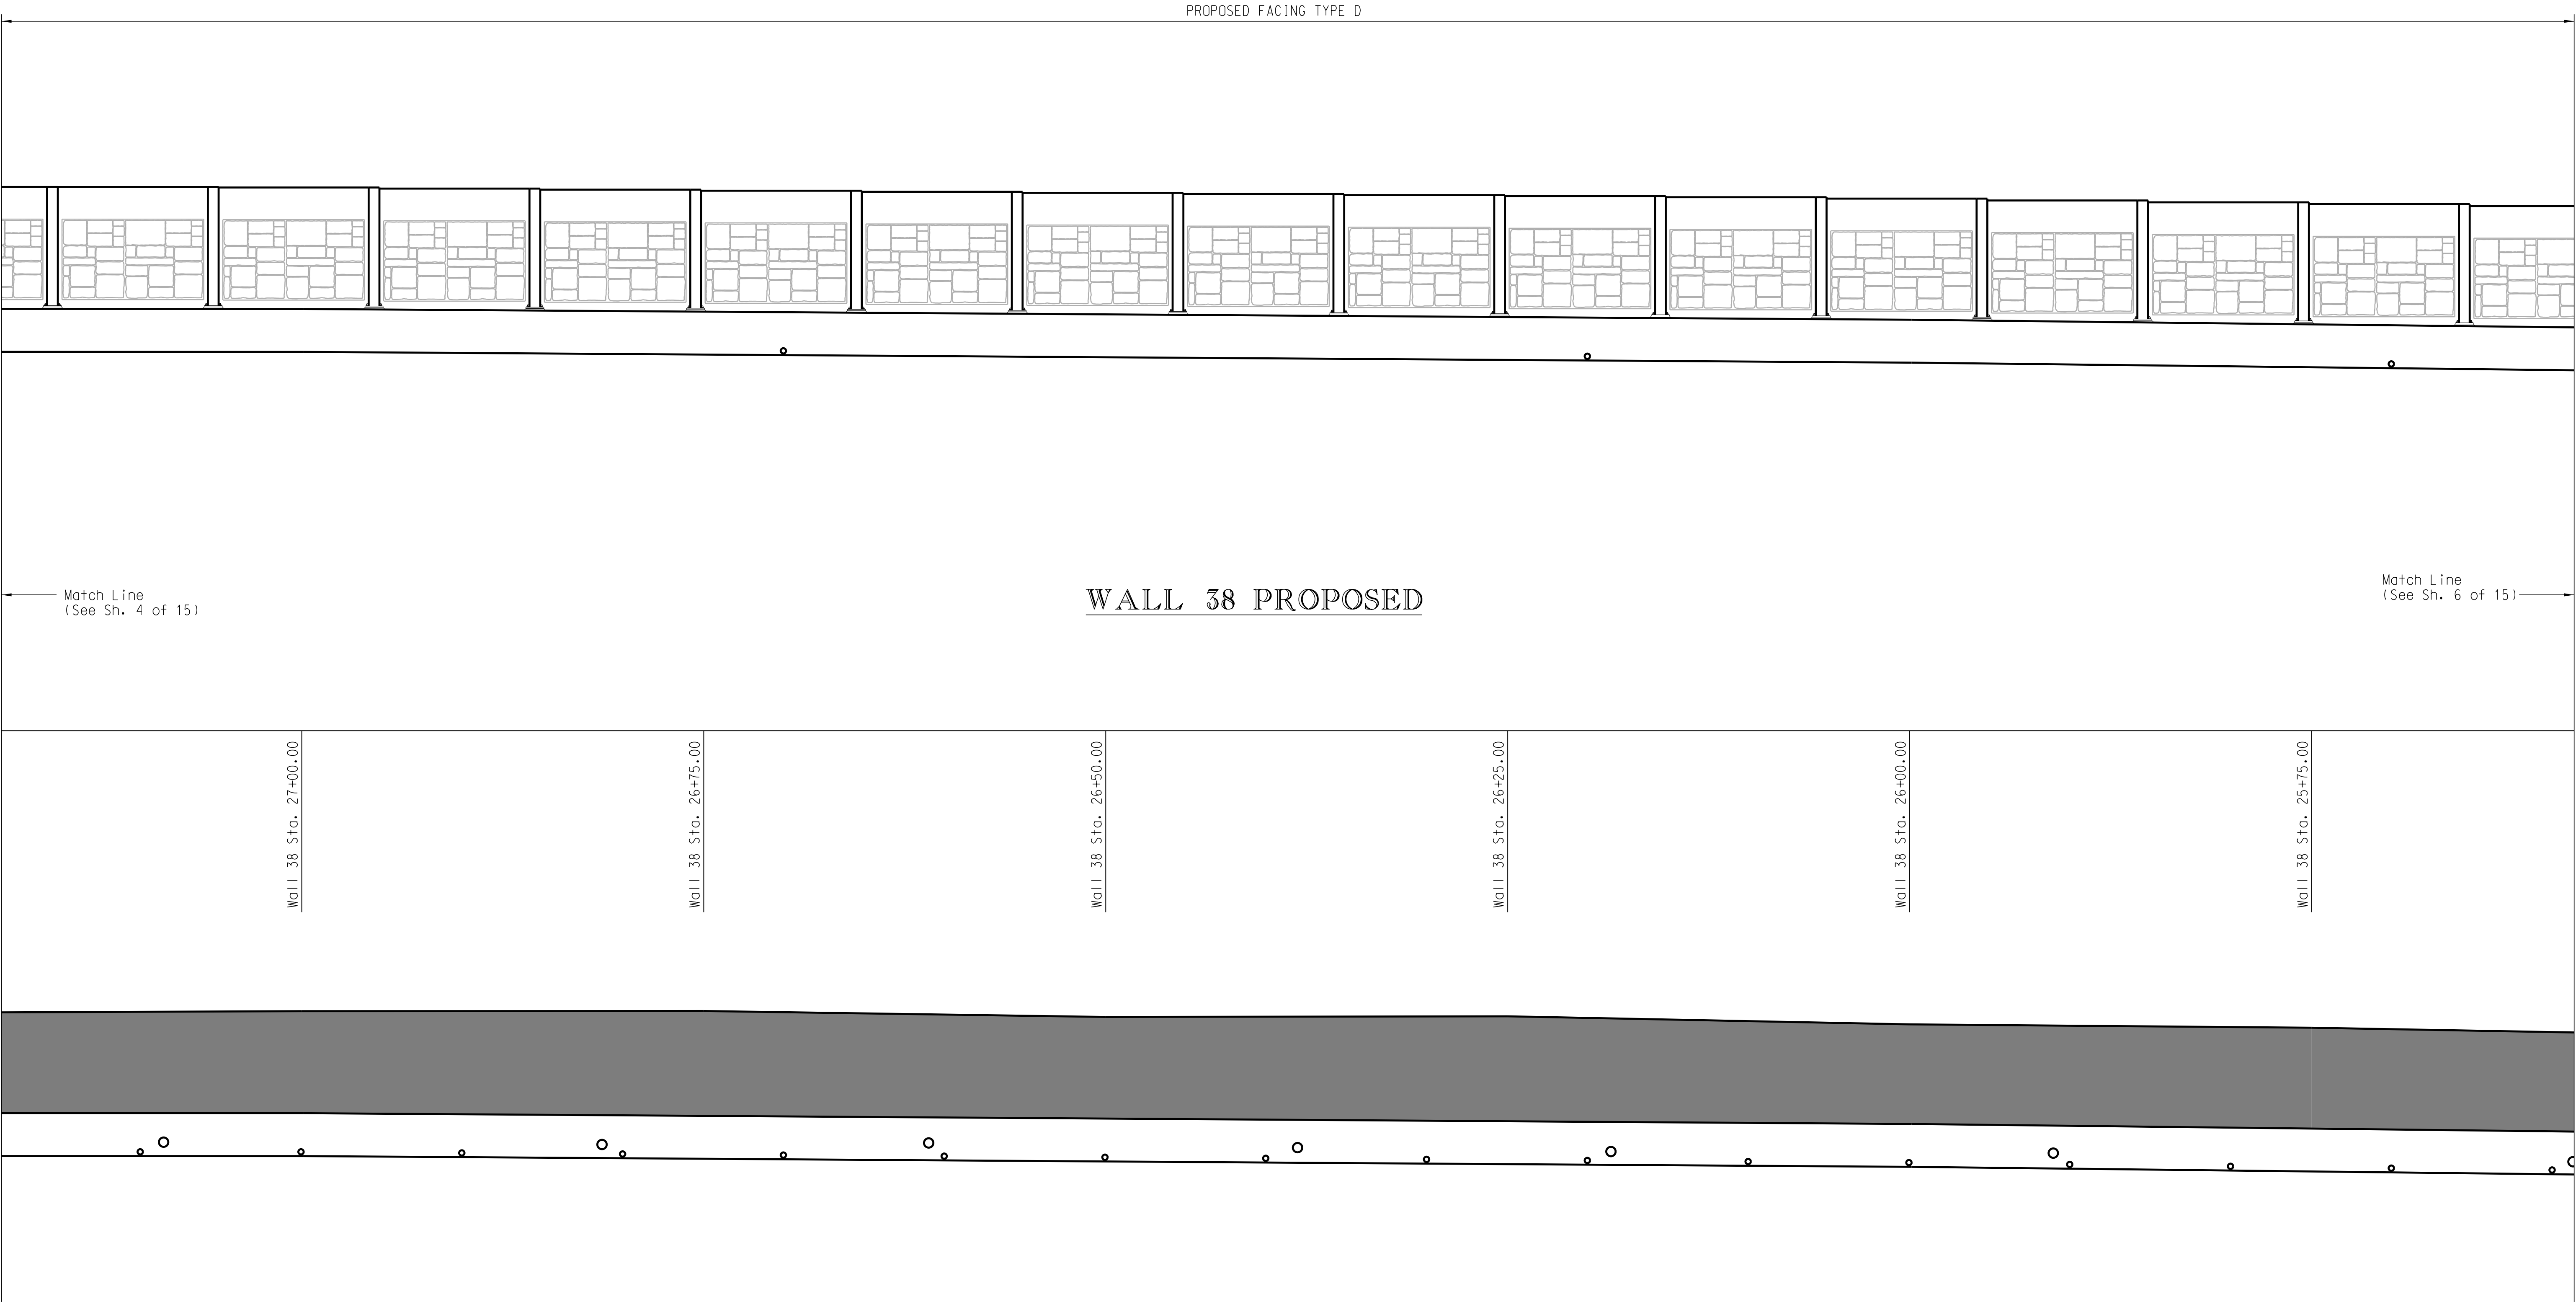 PROPOSED FACING TYPE D
Match Line
(See Sh. 4 of 15)
WALL 38 PROPOSED
Match Line
(See Sh. 6 of 15)
Wall 38 Sta. 27+00.00
Wall 38 Sta. 26+75.00
Wall 38 Sta. 26+50.00
Wall 38 Sta. 26+25.00
Wall 38 Sta. 26+00.00
Wall 38 Sta. 25+75.00